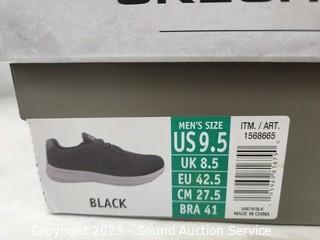 MEN'S SIZE
US 9.5
UK 8.5
EU 42.5
CM 27.5
BRA 41
ITM. / ART.
1568665
BLACK
MADE IN CHINA
Copyright 2023 - Sound Auction Service